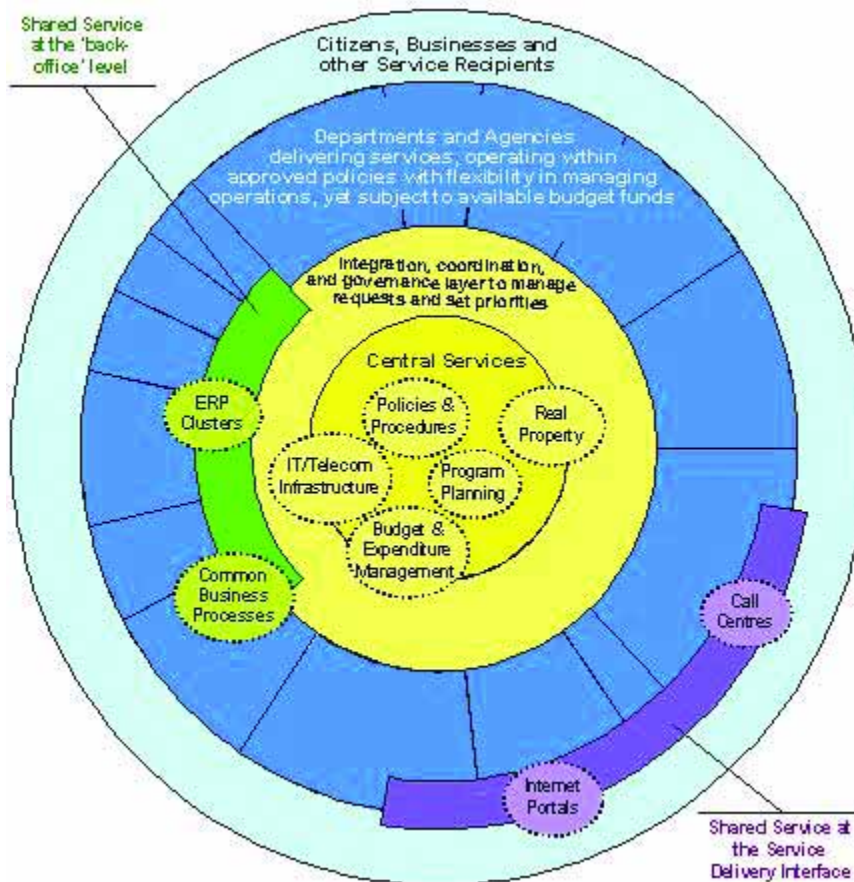 Shared Service
at the 'back-
office' level
Citizens, Businesses and
other Service Recipients
Departments and Agencies
delivering services, operating within
approved policies with flexibility in managing
operations, yet subject to available budget funds
Integration, coordination,
and governance layer to manage
requests and set priorities
Central Services
ERP
Clusters
Policies &
Procedures
Real
Property
IT/Telecom
Infrastructure
Program
Planning
Budget &
Expenditure
Management
Common
Business
Processes
Call
Centres
Internet
Portals
Shared Service at
the Service
Delivery Interface